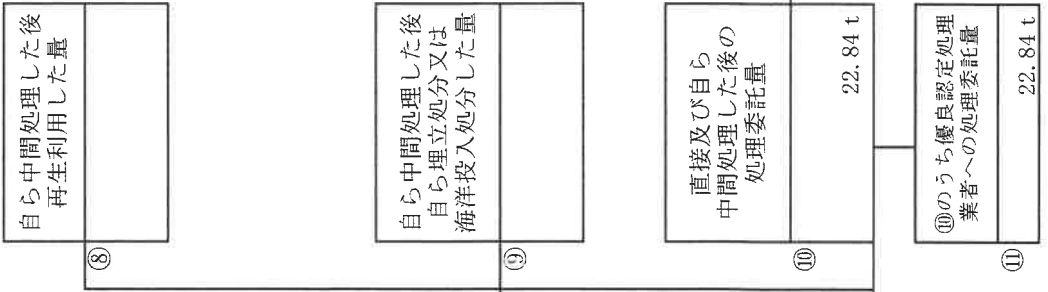 自ら中間処理した後
再生利用した量
⑧
自ら中間処理した後
自ら埋立処分又は
海洋投入処分した量
⑨
直接及び自ら
中間処理した後の
処理委託量
22.84 t
⑩
⑩のうち優良認定処理
業者への処理委託量
22.84 t
⑪